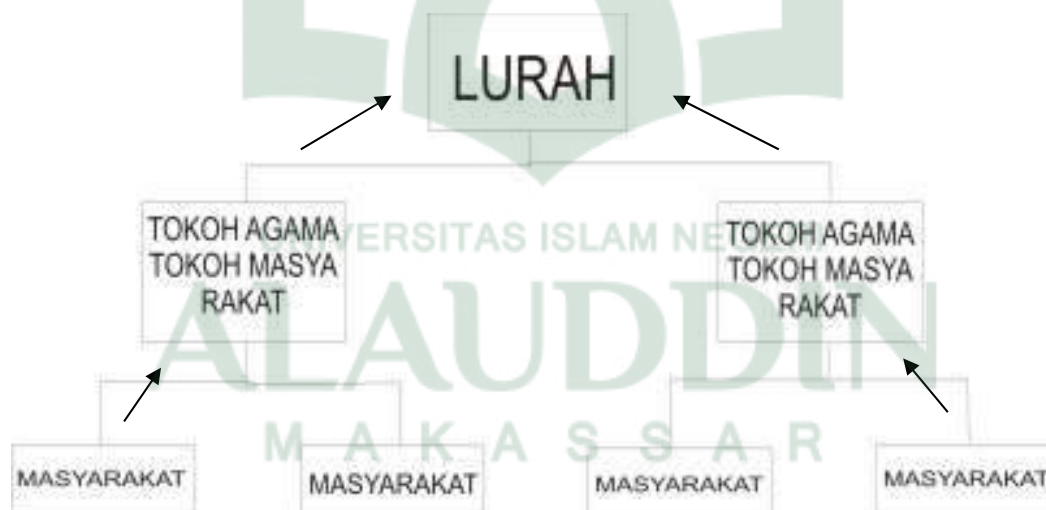 LURAH
TOKOH AGAMA
TOKOH MASYA
RAKAT
TOKOH AGAMA
TOKOH MASYA
RAKAT
UNIVERSITAS ISLAM NEGERI
ALAUDDIN
MAKASSAR
MASYARAKAT
MASYARAKAT
MASYARAKAT
MASYARAKAT